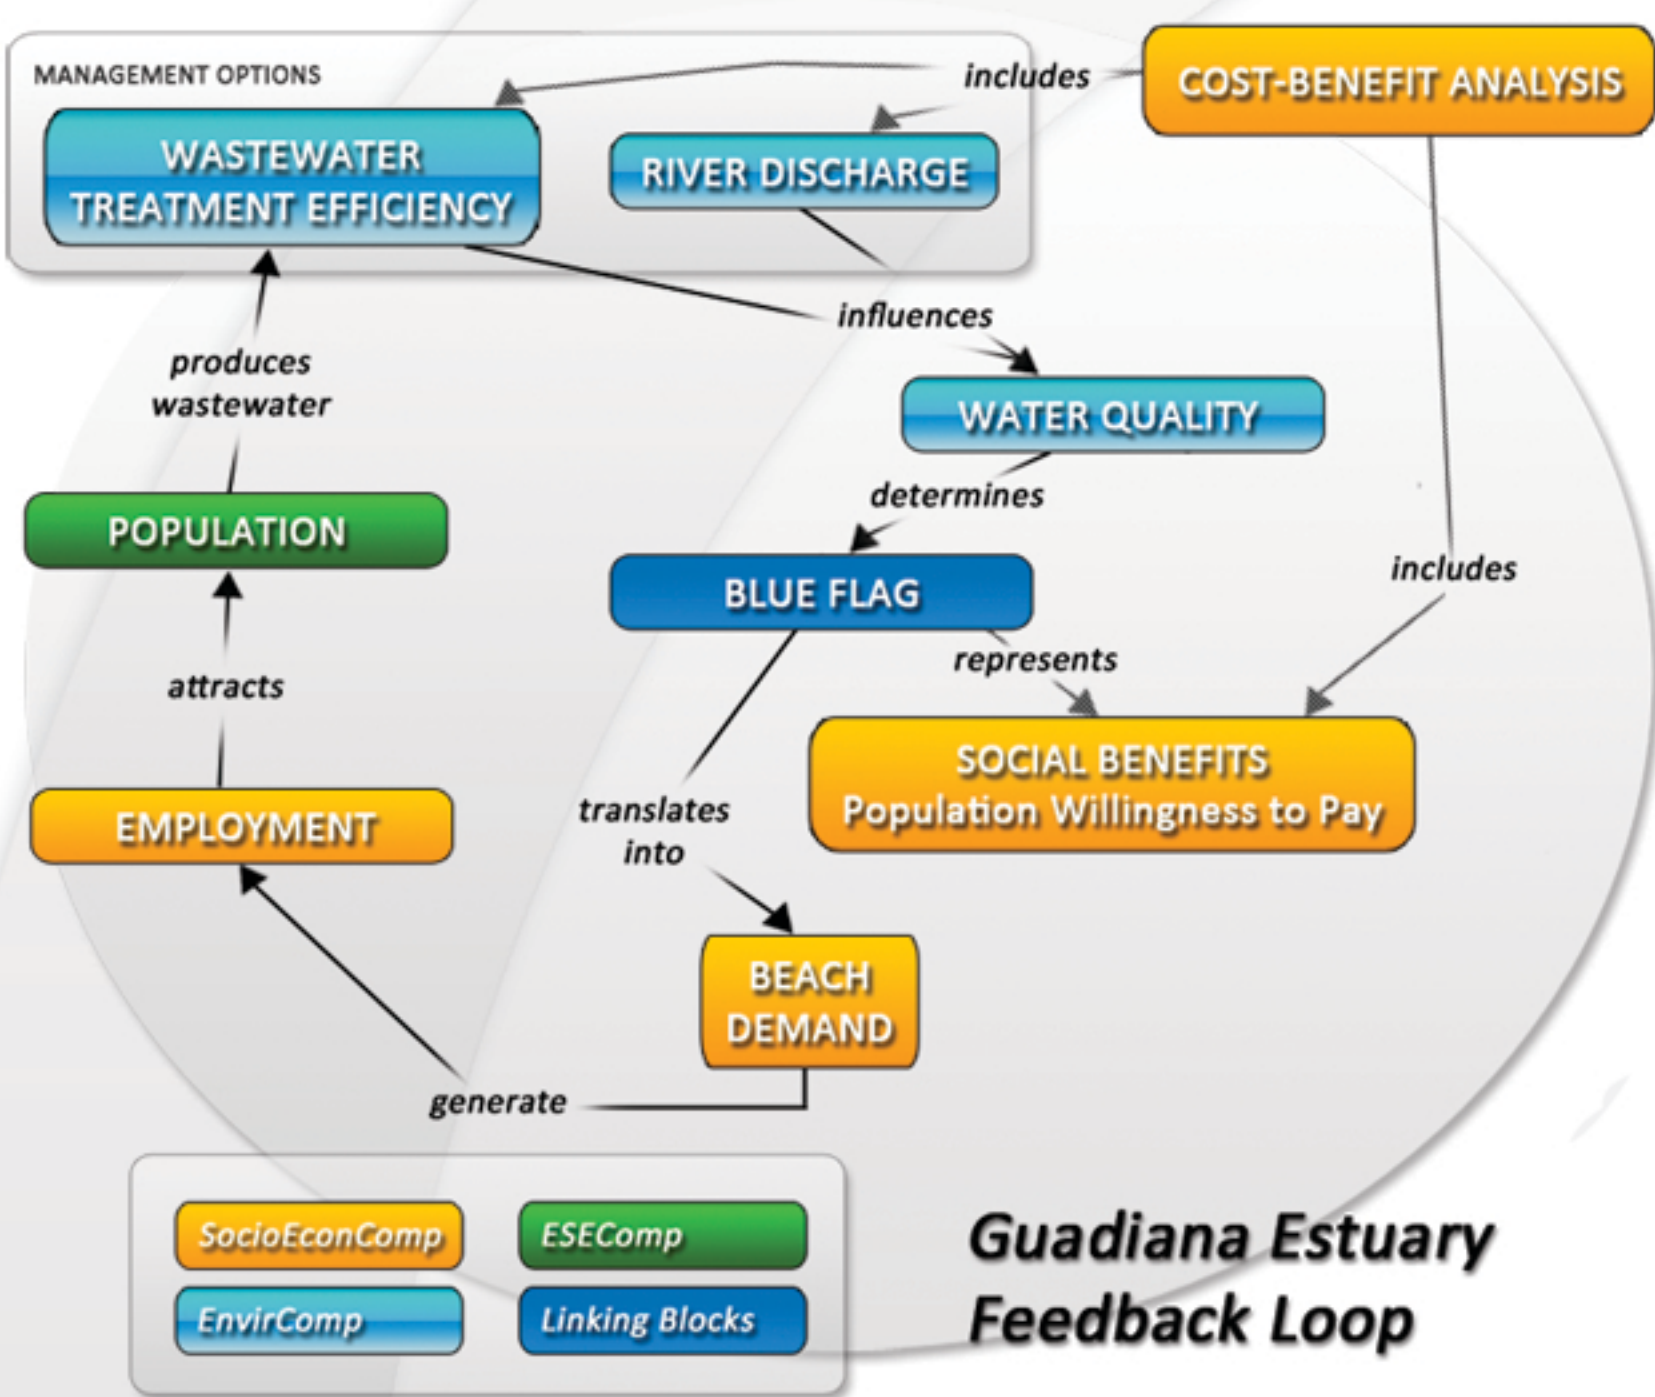 MANAGEMENT OPTIONS
includes
COST-BENEFIT ANALYSIS
WASTEWATER
TREATMENT EFFICIENCY
RIVER DISCHARGE
influences
produces
wastewater
WATER QUALITY
determines
POPULATION
BLUE FLAG
includes
represents
attracts
SOCIAL BENEFITS
Population Willingness to Pay
EMPLOYMENT
translates
into
BEACH
DEMAND
generate
SocioEconComp
ESEComp
EnvirComp
Linking Blocks
Guadiana Estuary
Feedback Loop